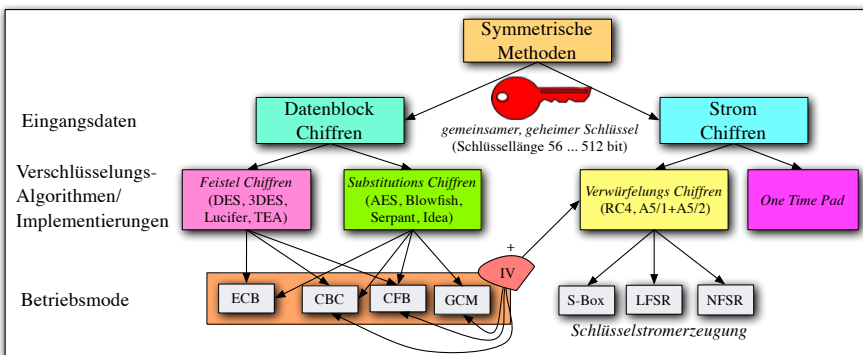 Symmetrische
Methoden
Eingangsdaten
Datenblock
Chiffren
gemeinsamer, geheimer Schlüssel
(Schlüssellänge 56 ... 512 bit)
Strom
Chiffren
Verschlüsselungs-
Algorithmen/
Implementierungen
Feistel Chiffren
(DES, 3DES,
Lucifer, TEA)
Substitutions Chiffren
(AES, Blowfish,
Serpant, Idea)
Verwürfelungs Chiffren
(RC4, A5/1+A5/2)
One Time Pad
+
IV
Betriebsmode
ECB
CBC
CFB
GCM
S-Box
LFSR
NFSR
Schlüsselstromerzeugung